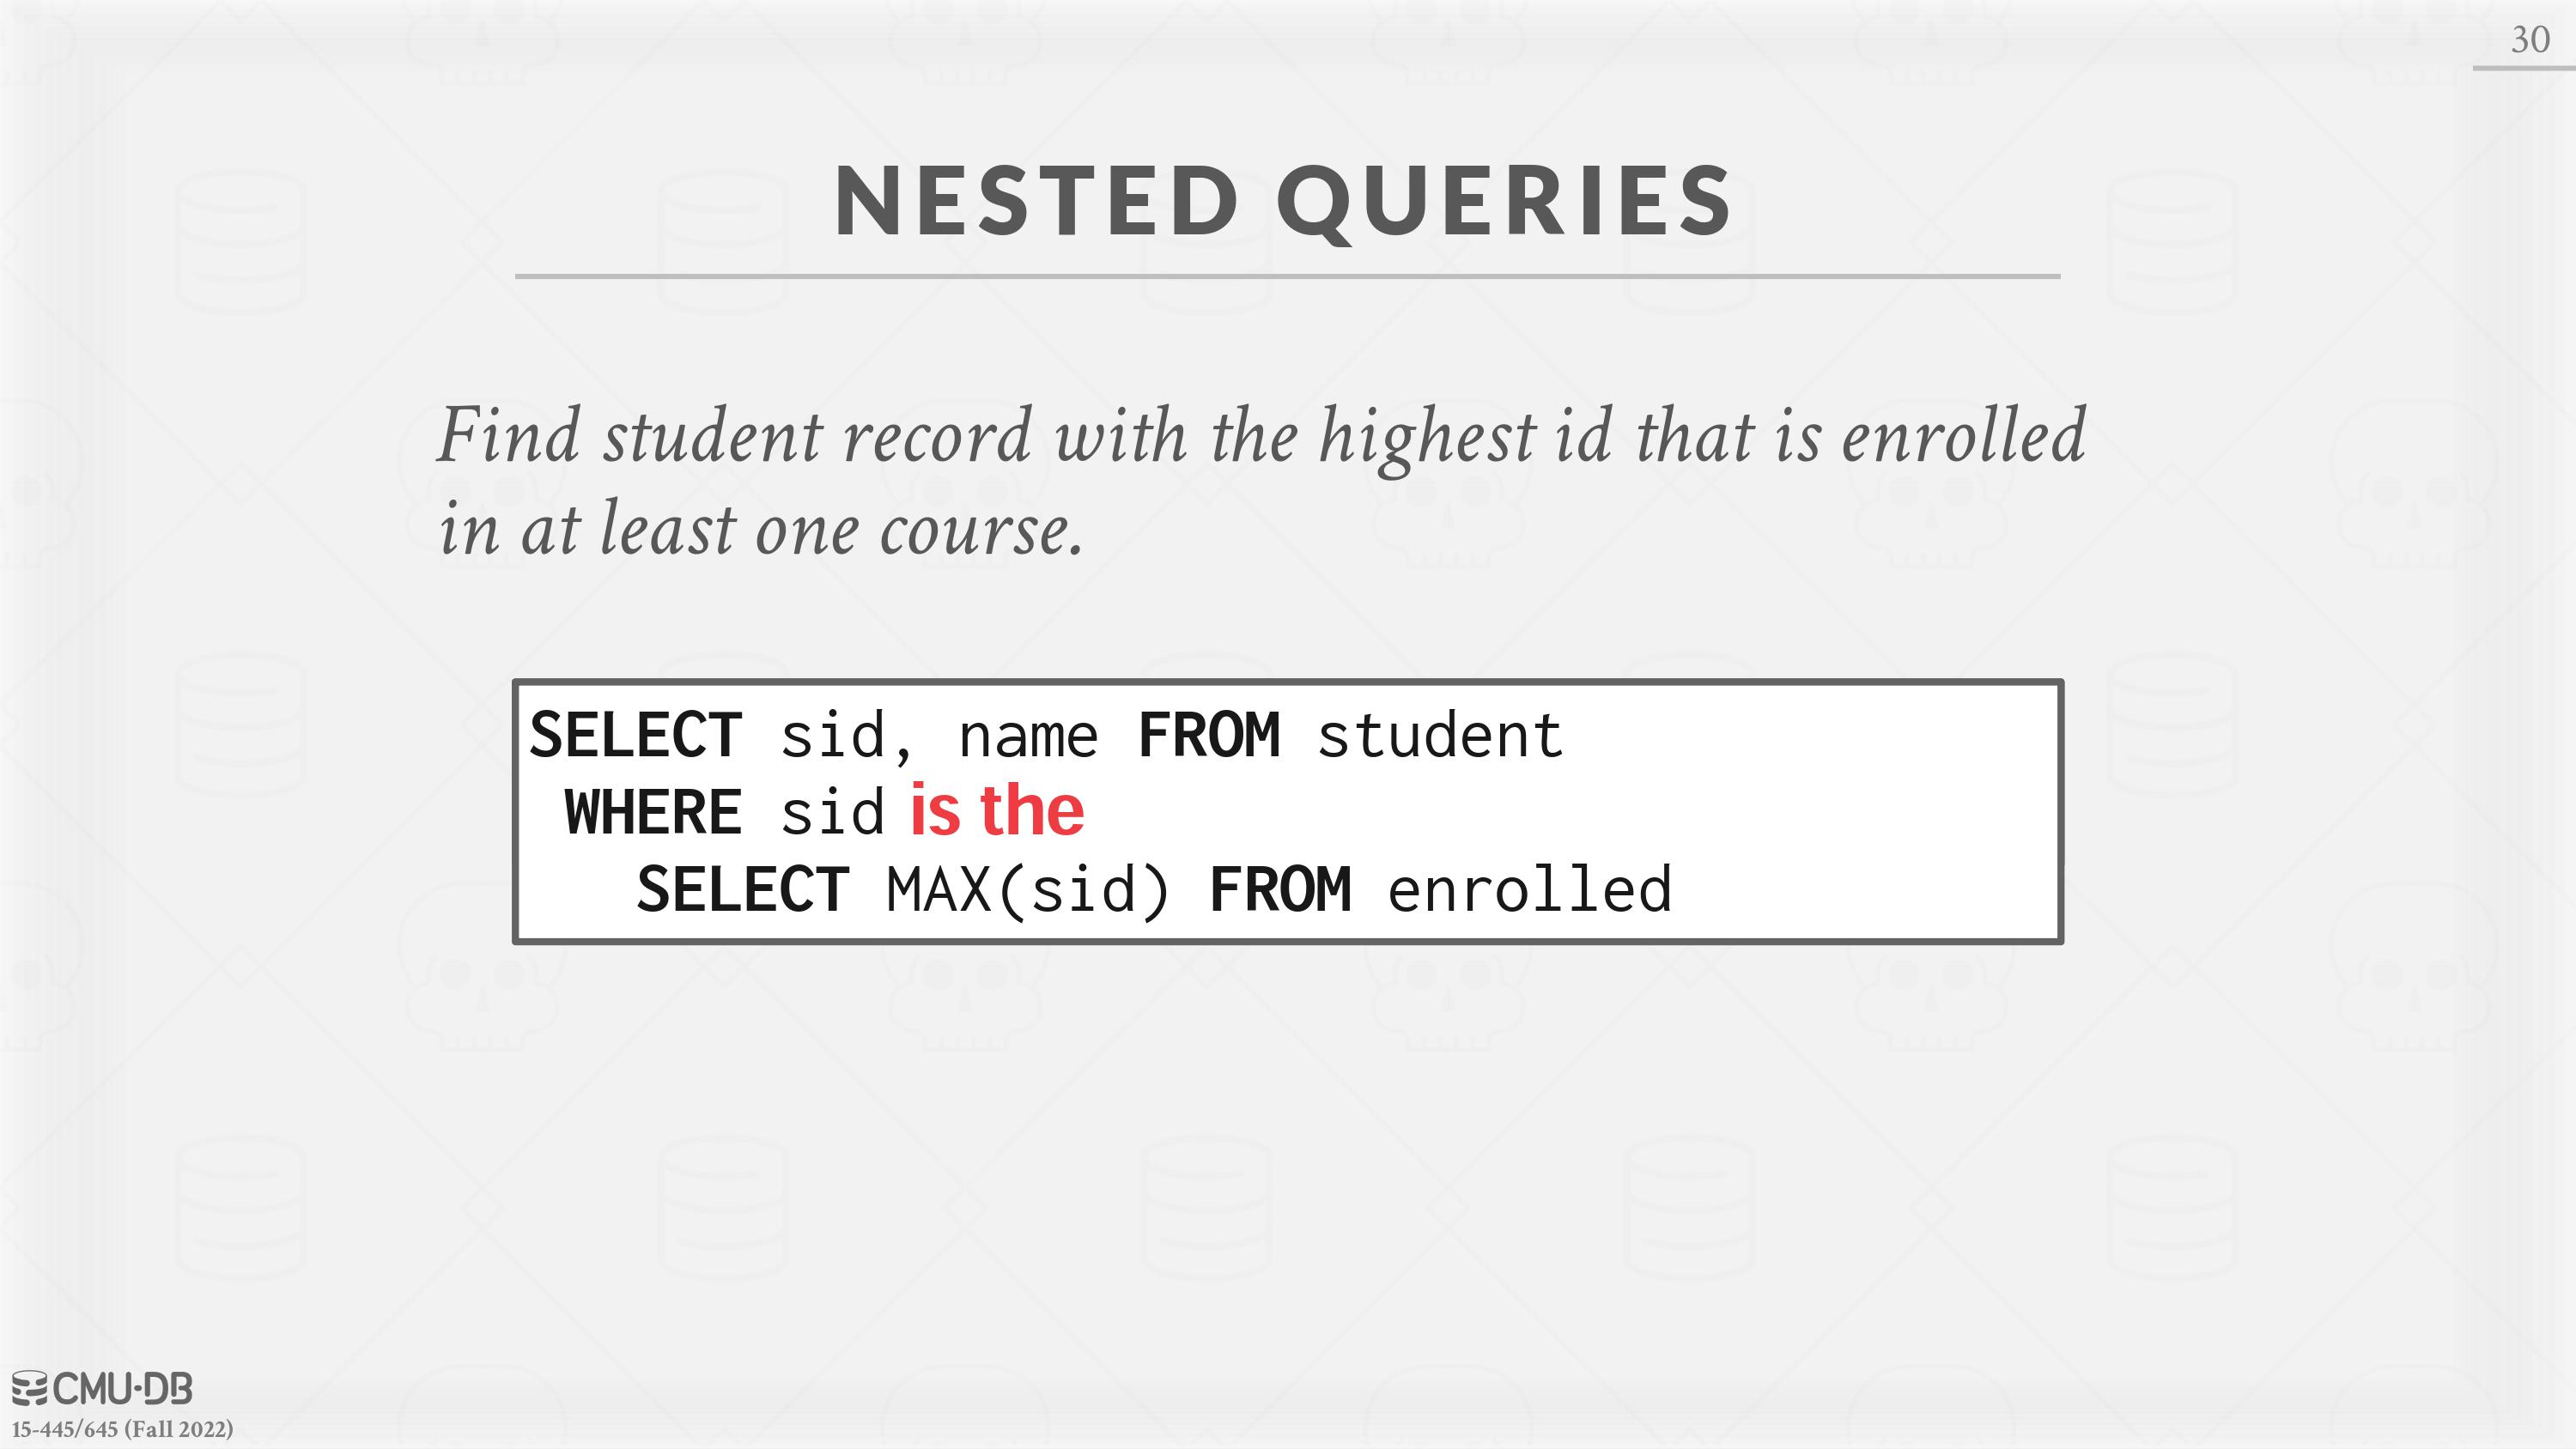 30
NESTED QUERIES
Find student record with the highest id that is enrolled
in at least one course.
SELECT sid, name FROM student
WHERE sid is the
SELECT MAX(sid) FROM enrolled
CMU·DB
15-445/645 (Fall 2022)